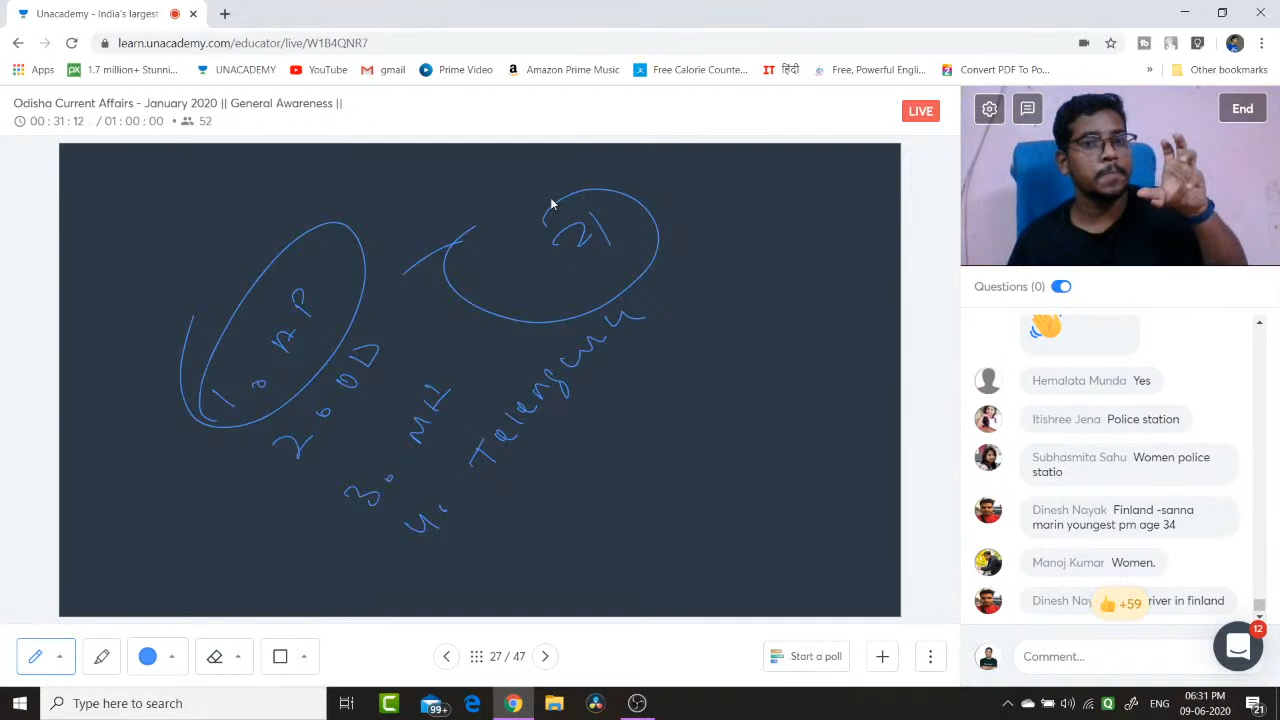 Unacademy - India's largest
learn.unacademy.com/educator/live/W1B4QNR7
Apps
1.7 million+ Stunni...
UNACADEMY
YouTube
gmail
Prime Video
Amazon Prime Music
Free Calorie Counte...
IT हिंदी
Free, Powerful Engli...
Convert PDF To Po...
»
Other bookmarks
Odisha Current Affairs - January 2020 || General Awareness ||
00 : 31 : 12 / 01 : 00 : 00 • 52
LIVE
End
21
1. AP
2. OD
3. MH
4.
Questions (0)
Hemalata Munda Yes
Itishree Jena Police station
Subhasmita Sahu Women police
statio
Dinesh Nayak Finland -sanna
marin youngest pm age 34
Manoj Kumar Women.
Dinesh Nay
river in finland
+59
12
Comment...
27 / 47
Start a poll
Type here to search
99+
ENG
06:31 PM
09-06-2020
21